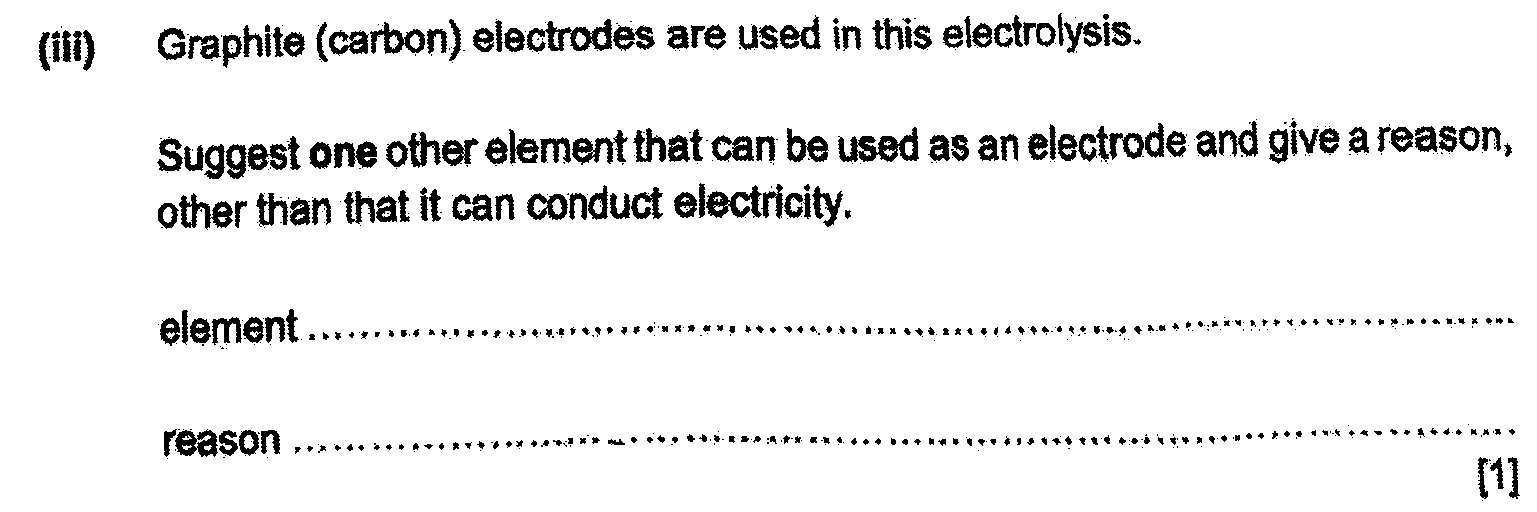 (iii) Graphite (carbon) electrodes are used in this electrolysis.
Suggest one other element that can be used as an electrode and give a reason,
other than that it can conduct electricity.
element ................................................................................
reason ................................................................................
[1]